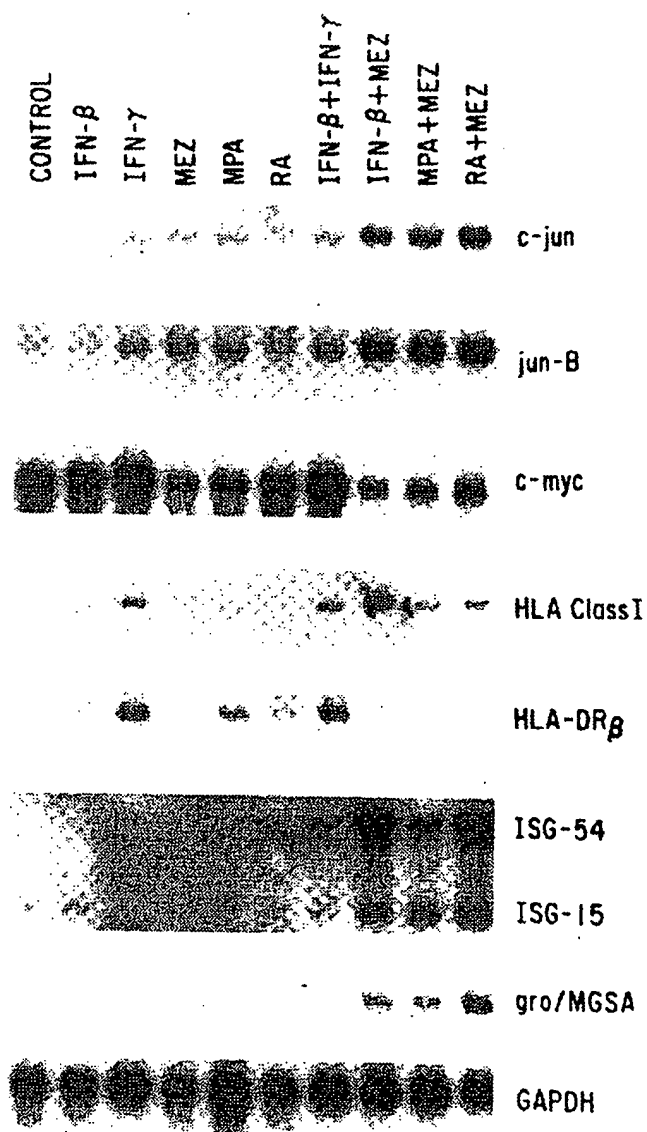 CONTROL
IFN-β
IFN-γ
MEZ
MPA
RA
IFN-β+IFN-γ
IFN-β+MEZ
MPA+MEZ
RA+MEZ
c-jun
jun-B
c-myc
HLA Class I
HLA-DRβ
ISG-54
ISG-15
gro/MGSA
GAPDH